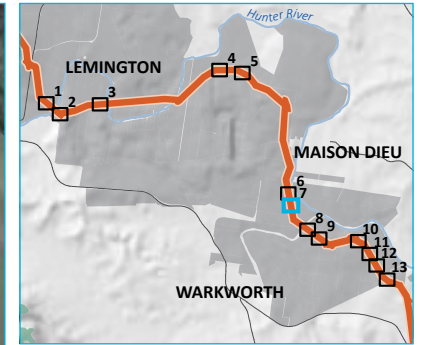 Hunter River
LEMINGTON
4 5
1 2 3
MAISON DIEU
6
7
8 9 10
11
12
13
WARKWORTH